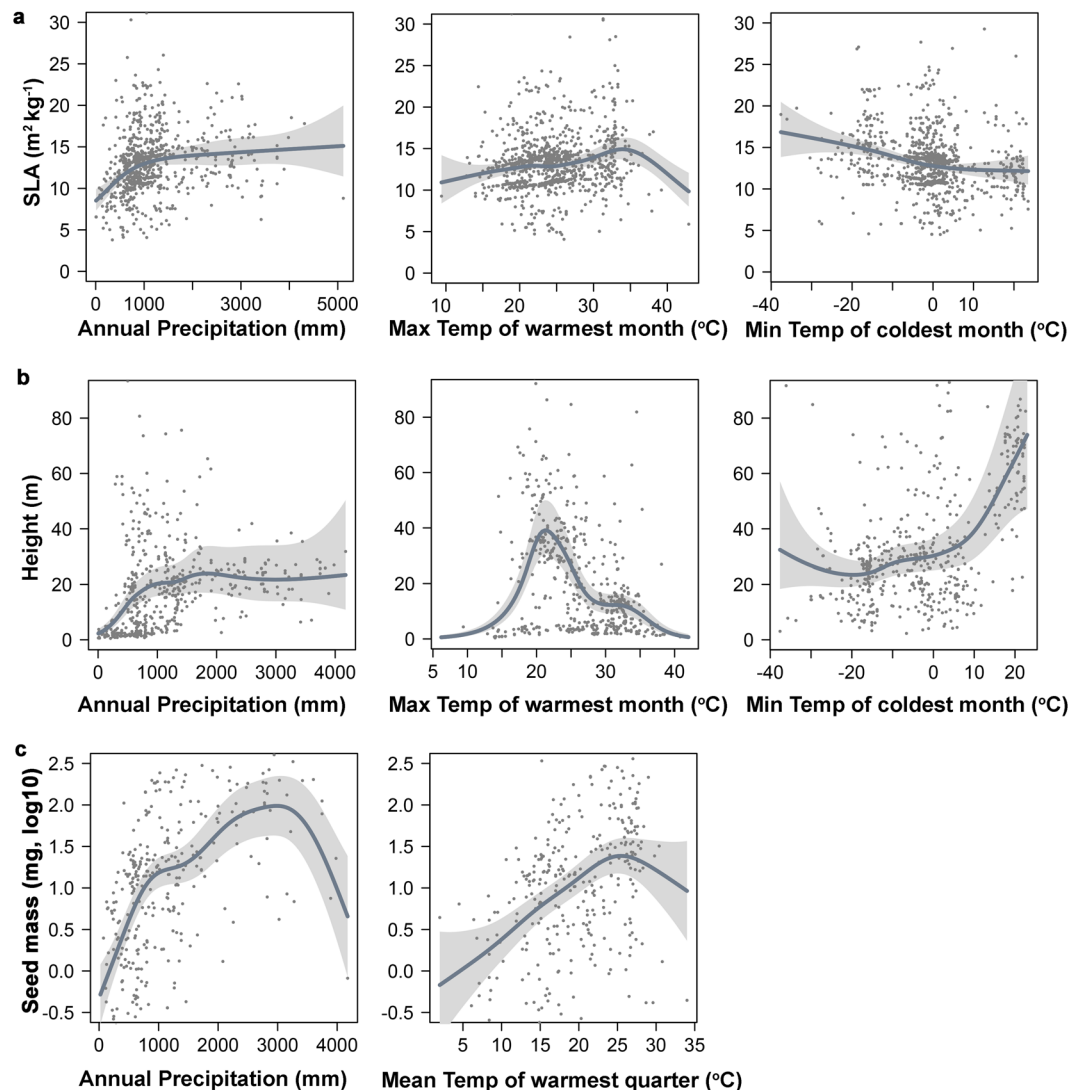 a
SLA (m² kg⁻¹)
30
25
20
15
10
5
0
0 1000 3000 5000
Annual Precipitation (mm)
30
25
20
15
10
5
0
10 20 30 40
Max Temp of warmest month (°C)
30
25
20
15
10
5
0
-40 -20 0 10
Min Temp of coldest month (°C)
b
Height (m)
80
60
40
20
0
0 1000 2000 3000 4000
Annual Precipitation (mm)
80
60
40
20
0
5 10 20 30 40
Max Temp of warmest month (°C)
80
60
40
20
0
-40 -20 0 20
Min Temp of coldest month (°C)
c
Seed mass (mg, log10)
2.5
2.0
1.5
1.0
0.5
0.0
-0.5
0 1000 2000 3000 4000
Annual Precipitation (mm)
2.5
2.0
1.5
1.0
0.5
0.0
-0.5
5 10 15 20 25 30 35
Mean Temp of warmest quarter (°C)